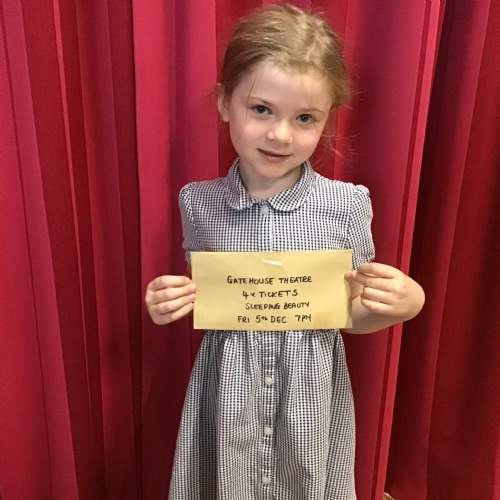 GATEHOUSE THEATRE
4x TICKETS
SLEEPING BEAUTY
FRI 5TH DEC 7PM